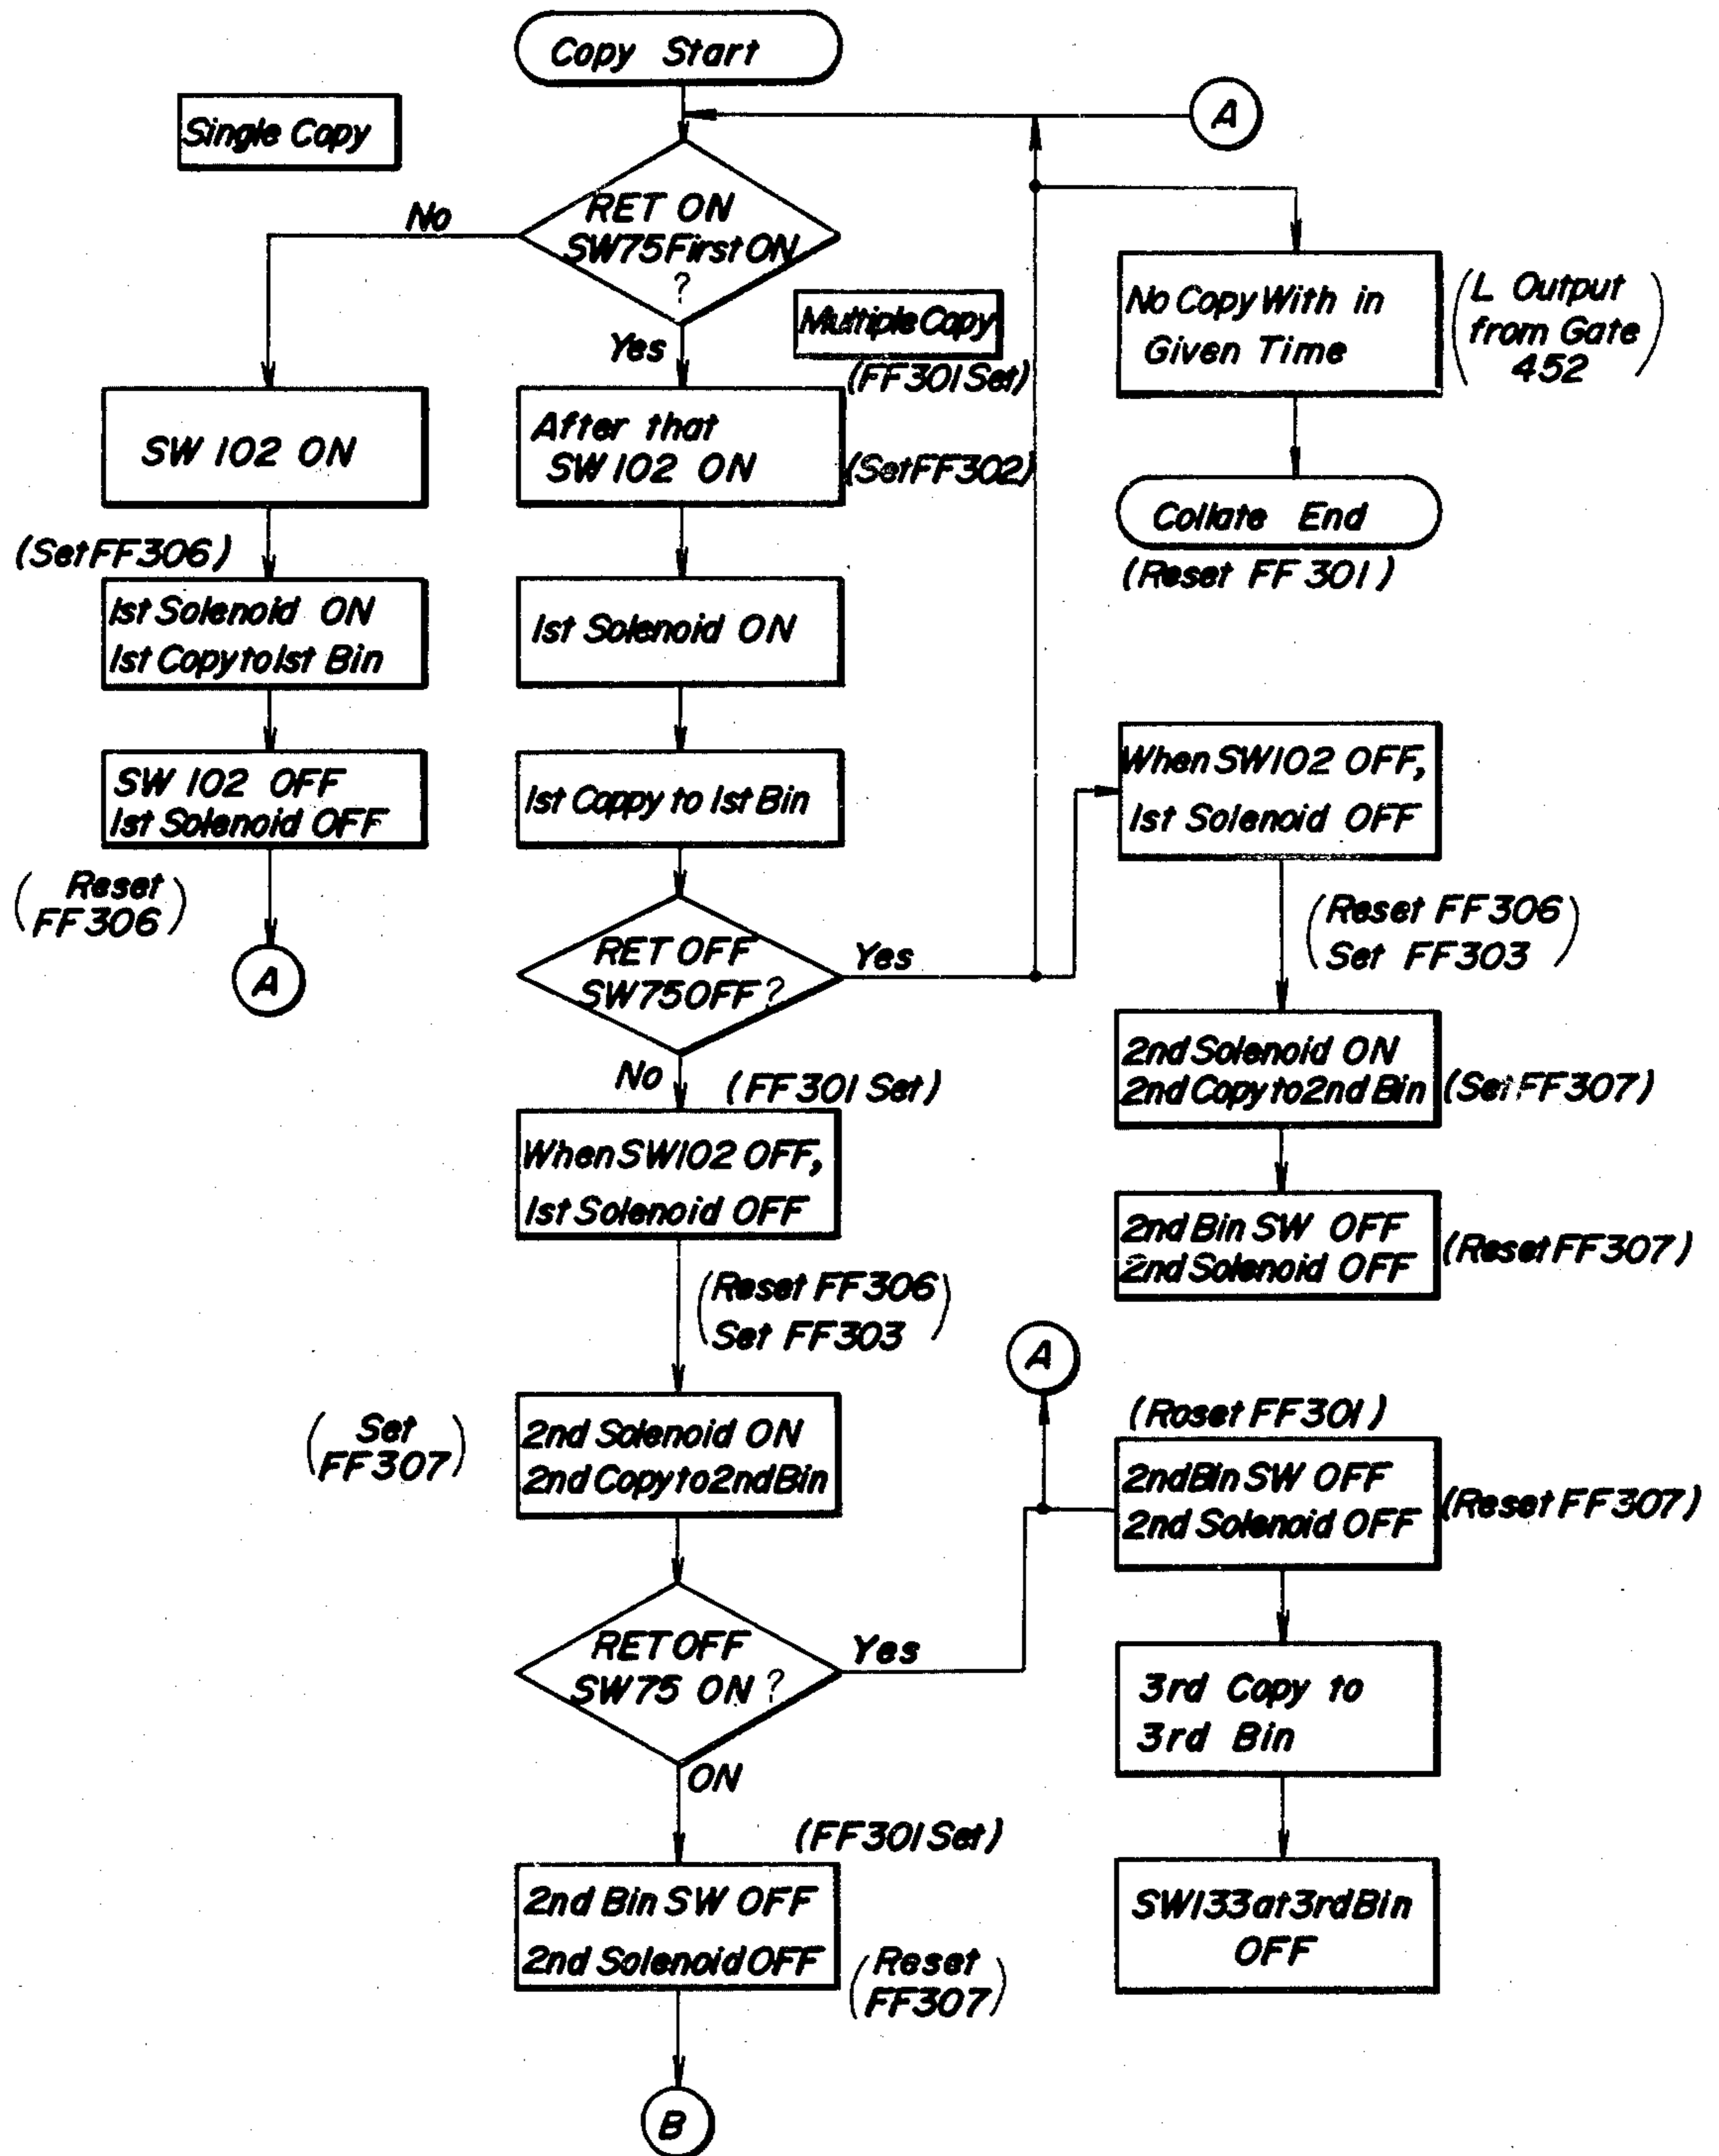 Copy Start
A
Single Copy
RET ON
SW75 First ON
?
No
Yes
Multiple Copy
(FF301 Set)
No Copy With in
Given Time
(L Output
from Gate
452)
SW 102 ON
After that
SW 102 ON
(Set FF302)
Collate End
(Reset FF 301)
(Set FF306)
1st Solenoid ON
1st Copy to 1st Bin
1st Solenoid ON
SW 102 OFF
1st Solenoid OFF
1st Coppy to 1st Bin
When SW102 OFF,
1st Solenoid OFF
(Reset
FF306)
A
RET OFF
SW75 OFF ?
Yes
(Reset FF306
Set FF303)
No
(FF301 Set)
2nd Solenoid ON
2nd Copy to 2nd Bin
(Set FF307)
When SW102 OFF,
1st Solenoid OFF
2nd Bin SW OFF
2nd Solenoid OFF
(Reset FF307)
(Reset FF306
Set FF303)
A
(Set
FF307)
2nd Solenoid ON
2nd Copy to 2nd Bin
(Roset FF301)
2nd Bin SW OFF
2nd Solenoid OFF
(Reset FF307)
RET OFF
SW75 ON ?
Yes
ON
3rd Copy to
3rd Bin
(FF301 Set)
2nd Bin SW OFF
2nd Solenoid OFF
(Reset
FF307)
SW133 at 3rd Bin
OFF
B